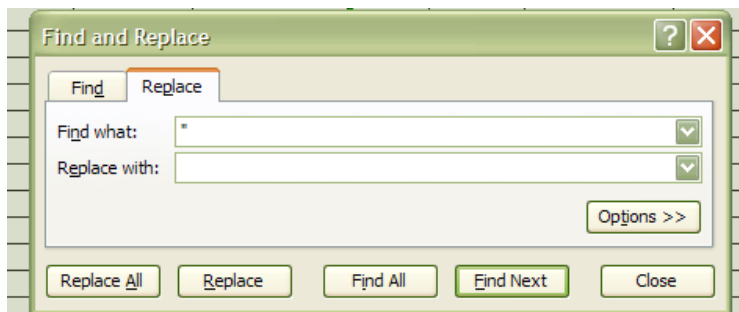 Find and Replace
Find Replace
Find what: "
Replace with:
Options >>
Replace All Replace Find All Find Next Close